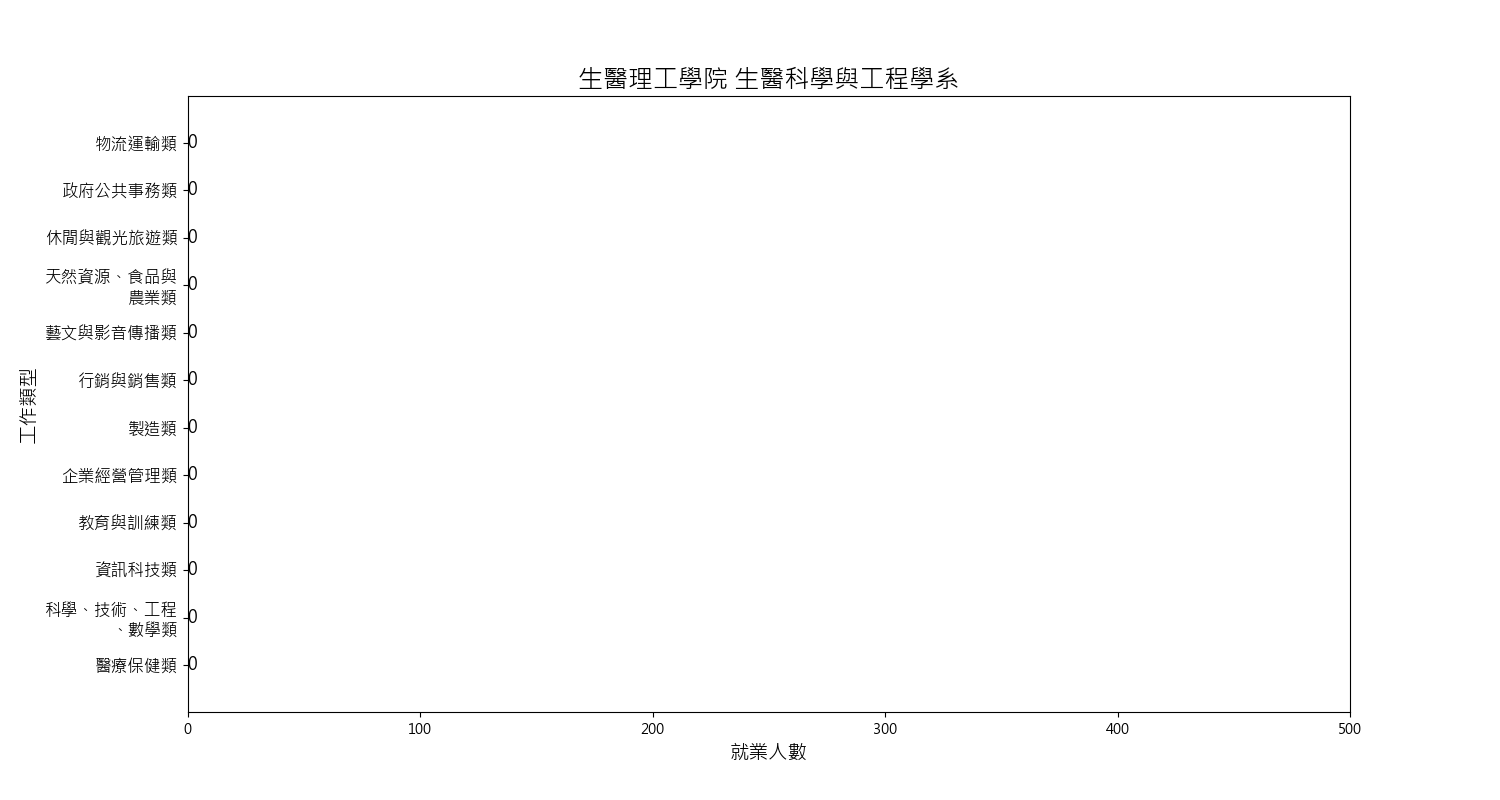 生醫理工學院 生醫科學與工程學系
物流運輸類 0
政府公共事務類 0
休閒與觀光旅遊類 0
天然資源、食品與
農業類 0
藝文與影音傳播類 0
行銷與銷售類 0
製造類 0
企業經營管理類 0
教育與訓練類 0
資訊科技類 0
科學、技術、工程
、數學類 0
醫療保健類 0
工作類型
0 100 200 300 400 500
就業人數